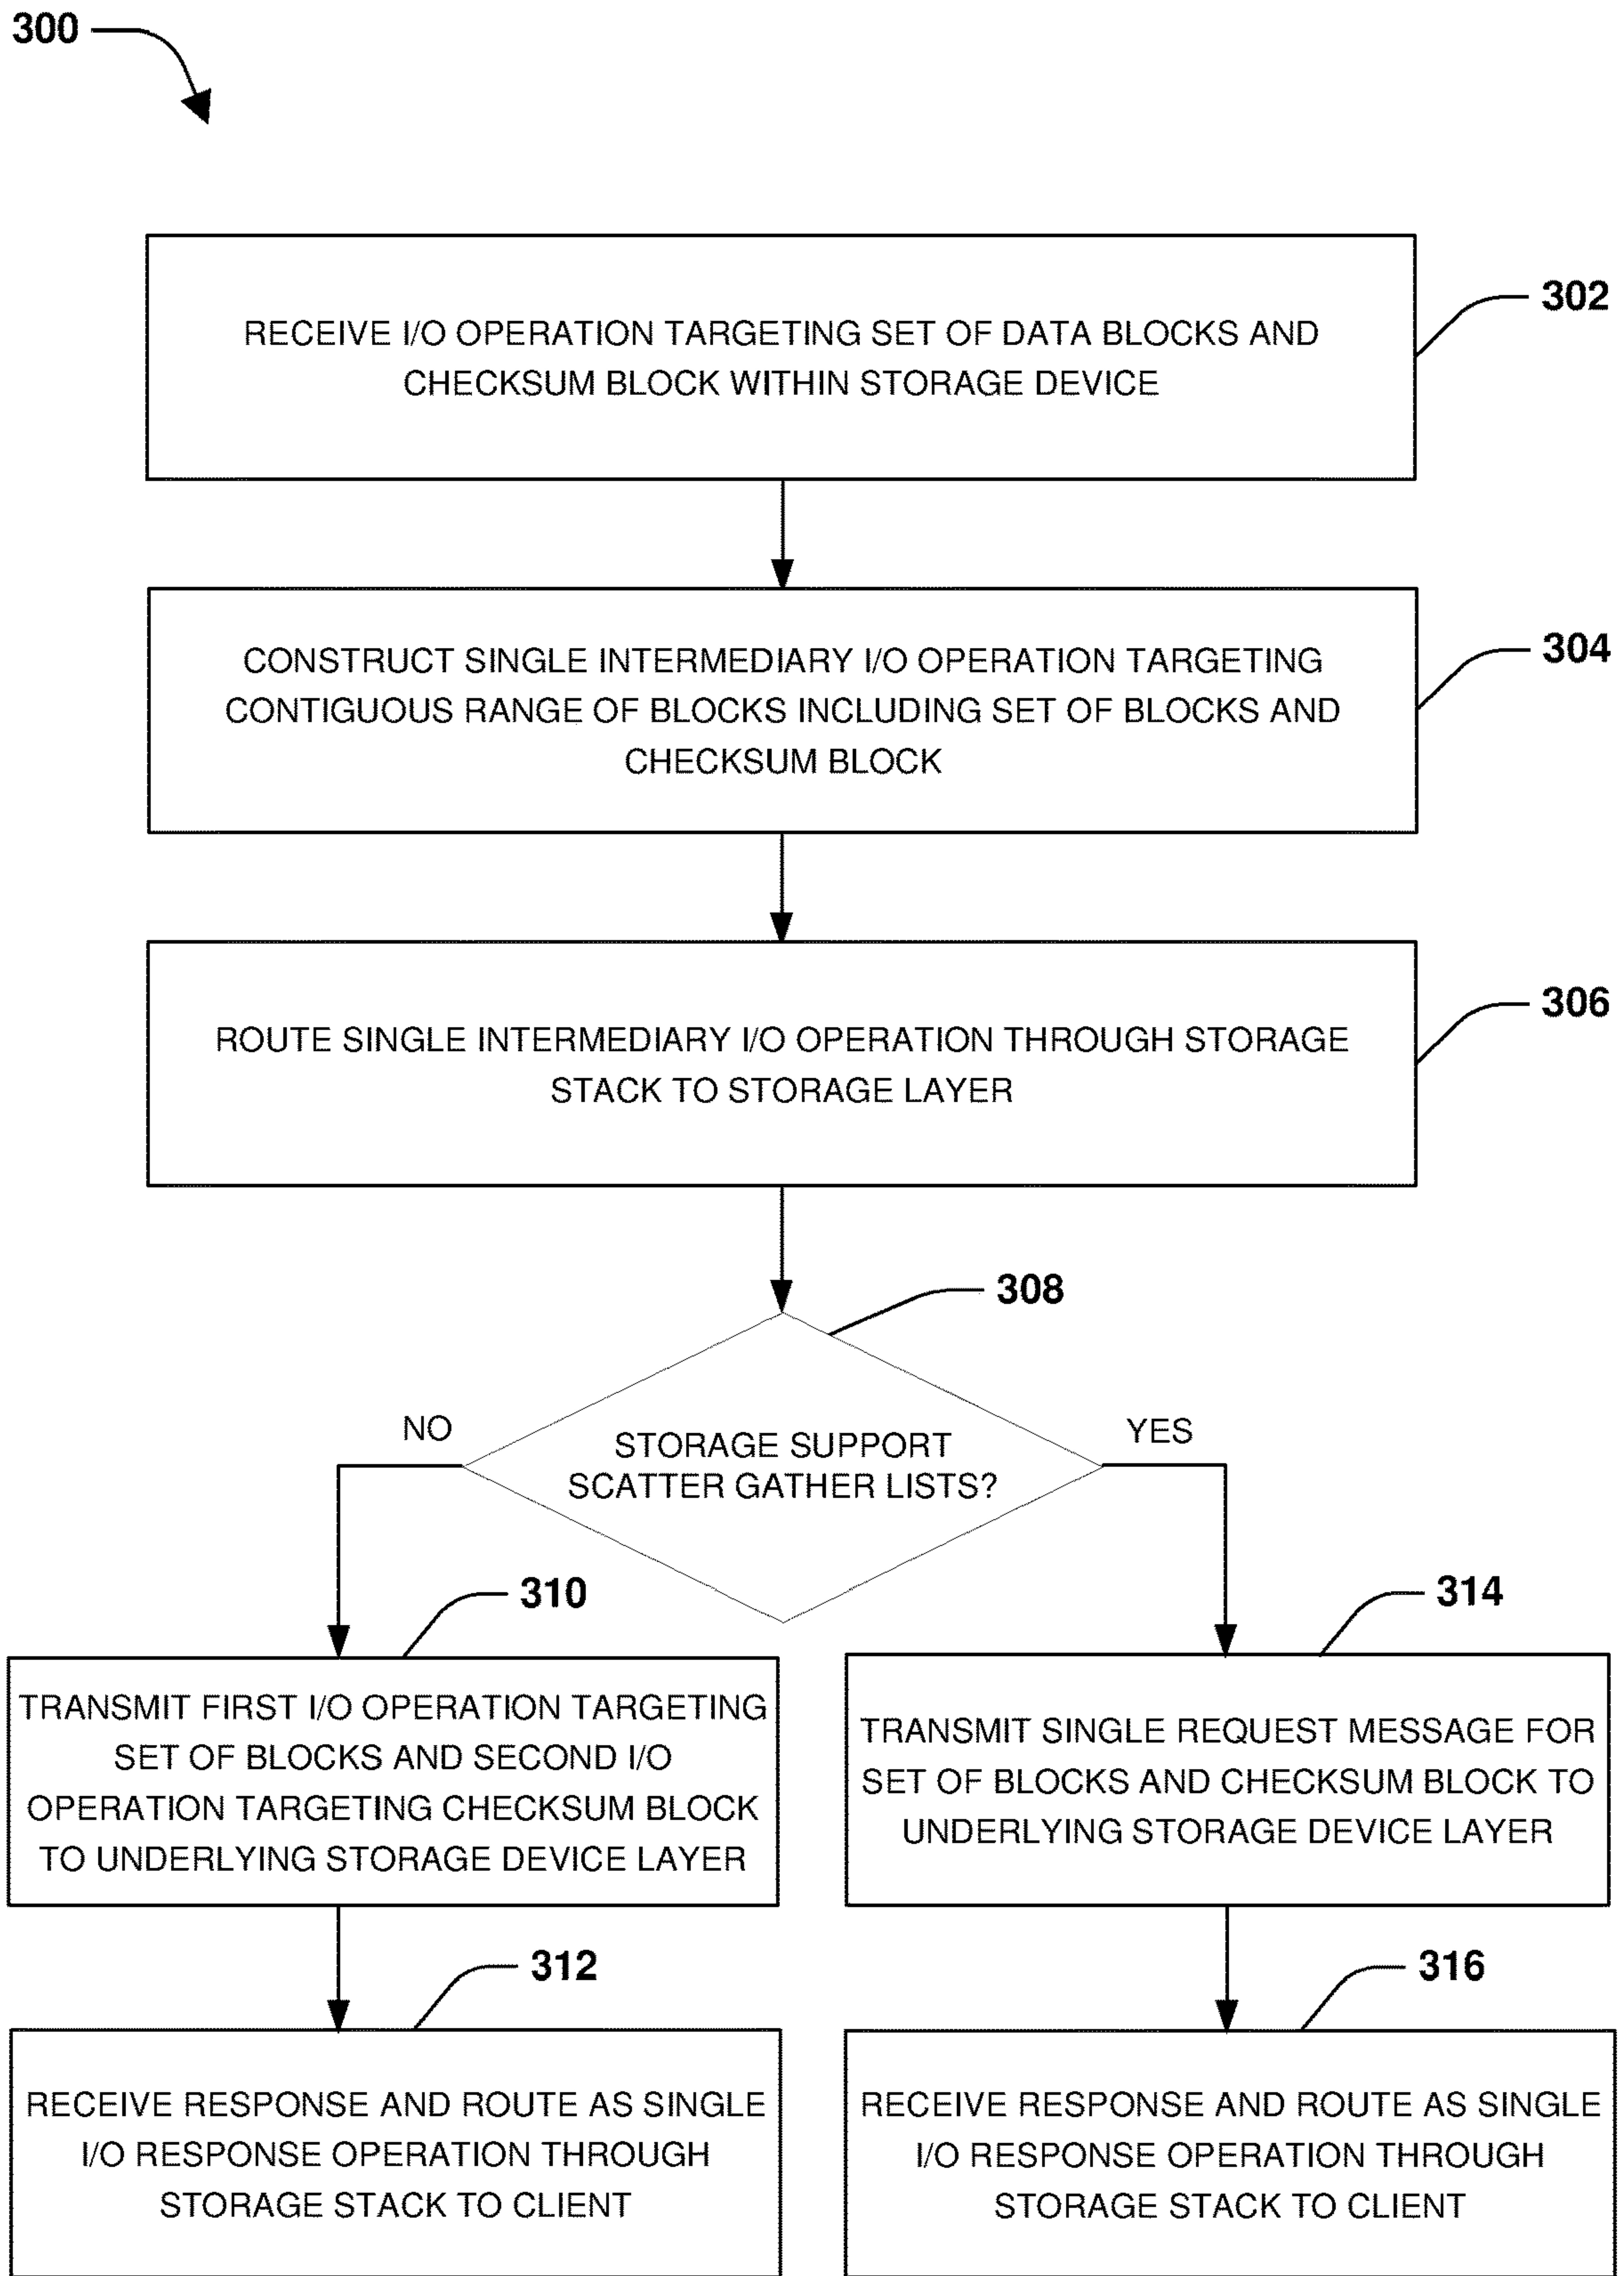 300
RECEIVE I/O OPERATION TARGETING SET OF DATA BLOCKS AND
CHECKSUM BLOCK WITHIN STORAGE DEVICE
302
CONSTRUCT SINGLE INTERMEDIARY I/O OPERATION TARGETING
CONTIGUOUS RANGE OF BLOCKS INCLUDING SET OF BLOCKS AND
CHECKSUM BLOCK
304
ROUTE SINGLE INTERMEDIARY I/O OPERATION THROUGH STORAGE
STACK TO STORAGE LAYER
306
308
STORAGE SUPPORT
SCATTER GATHER LISTS?
NO
YES
310
TRANSMIT FIRST I/O OPERATION TARGETING
SET OF BLOCKS AND SECOND I/O
OPERATION TARGETING CHECKSUM BLOCK
TO UNDERLYING STORAGE DEVICE LAYER
314
TRANSMIT SINGLE REQUEST MESSAGE FOR
SET OF BLOCKS AND CHECKSUM BLOCK TO
UNDERLYING STORAGE DEVICE LAYER
312
RECEIVE RESPONSE AND ROUTE AS SINGLE
I/O RESPONSE OPERATION THROUGH
STORAGE STACK TO CLIENT
316
RECEIVE RESPONSE AND ROUTE AS SINGLE
I/O RESPONSE OPERATION THROUGH
STORAGE STACK TO CLIENT